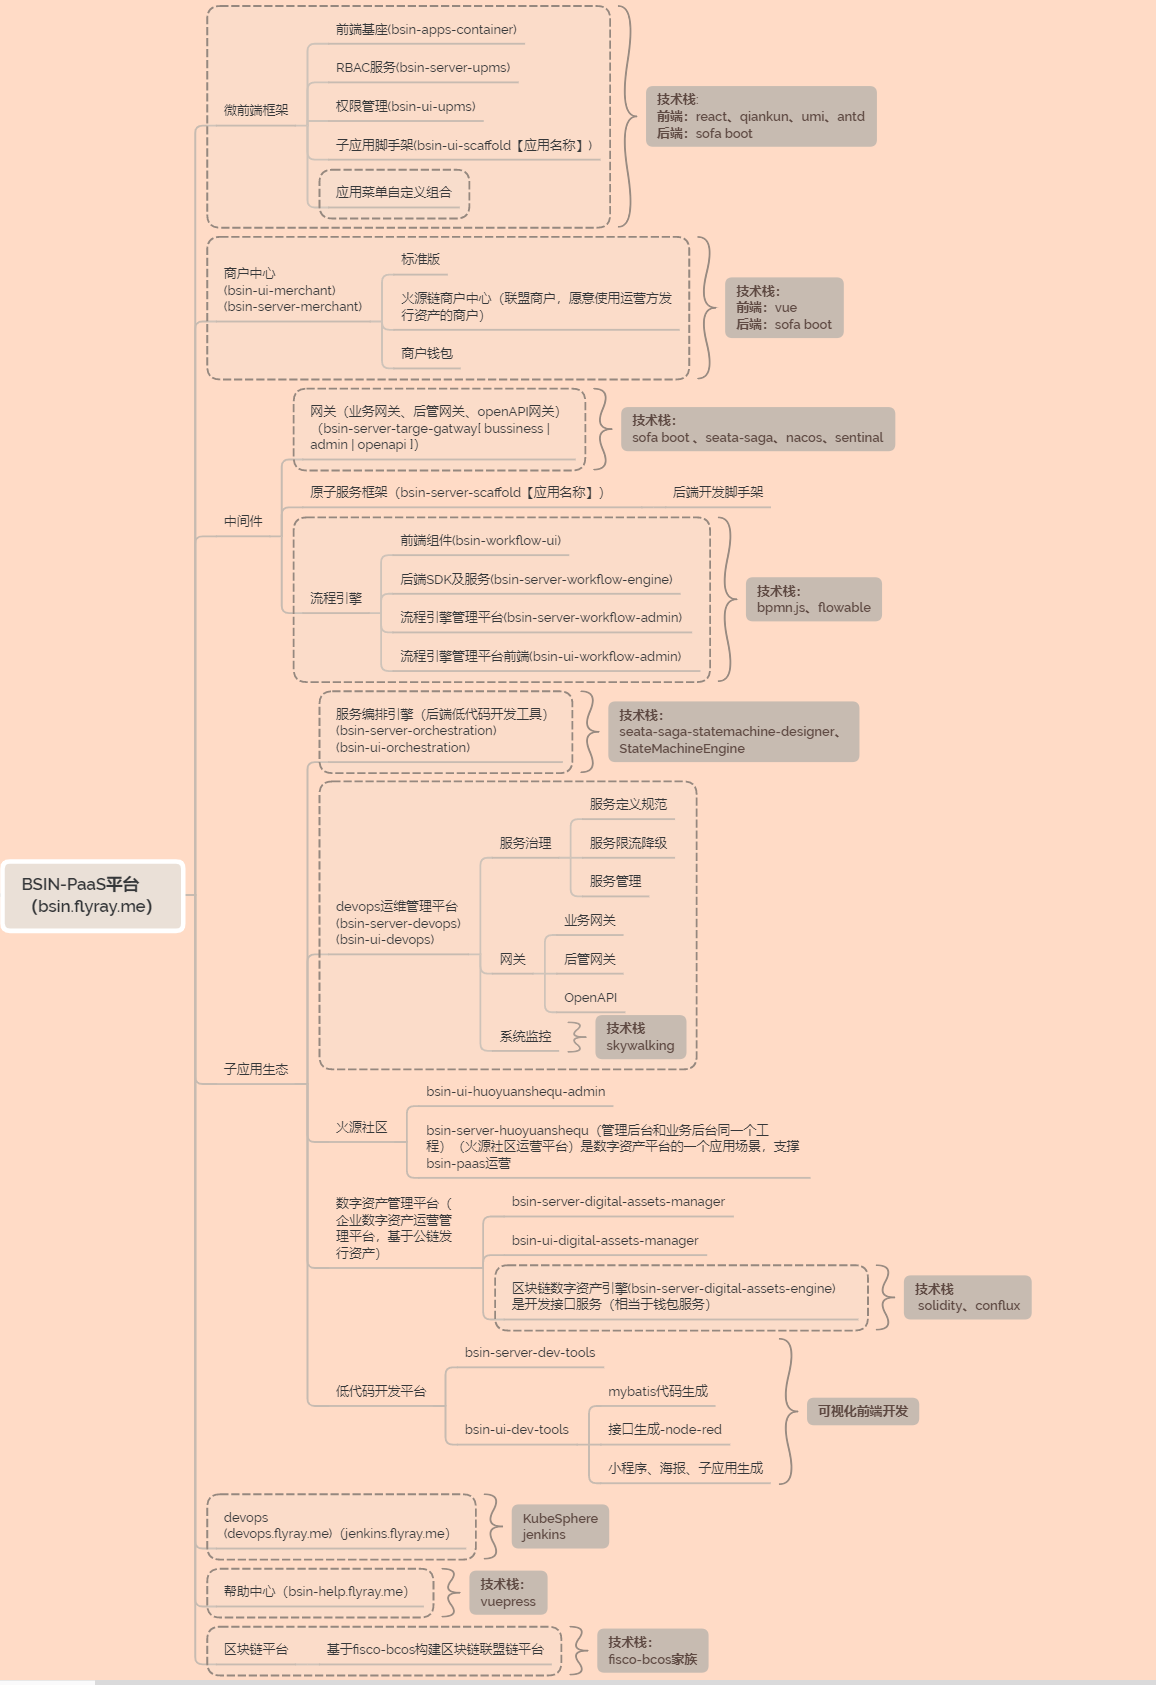 前端基座(bsin-apps-container)
RBAC服务(bsin-server-upms)
微前端框架
权限管理(bsin-ui-upms)
子应用脚手架(bsin-ui-scaffold【应用名称】)
应用菜单自定义组合
技术栈:
前端：react、qiankun、umi、antd
后端：sofa boot
商户中心
(bsin-ui-merchant)
(bsin-server-merchant)
标准版
火源链商户中心（联盟商户，愿意使用运营方发
行资产的商户）
商户钱包
技术栈：
前端：vue
后端：sofa boot
中间件
网关（业务网关、后管网关、openAPI网关）
（bsin-server-targe-gatway[ bussiness |
admin | openapi ]）
技术栈：
sofa boot 、seata-saga、nacos、sentinal
原子服务框架（bsin-server-scaffold【应用名称】）
后端开发脚手架
流程引擎
前端组件(bsin-workflow-ui)
后端SDK及服务(bsin-server-workflow-engine)
流程引擎管理平台(bsin-server-workflow-admin)
流程引擎管理平台前端(bsin-ui-workflow-admin)
技术栈：
bpmn.js、flowable
BSIN-PaaS平台
（bsin.flyray.me）
子应用生态
服务编排引擎（后端低代码开发工具）
(bsin-server-orchestration)
(bsin-ui-orchestration)
技术栈：
seata-saga-statemachine-designer、
StateMachineEngine
devops运维管理平台
(bsin-server-devops)
(bsin-ui-devops)
服务治理
服务定义规范
服务限流降级
服务管理
网关
业务网关
后管网关
OpenAPI
系统监控
技术栈
skywalking
火源社区
bsin-ui-huoyuanshequ-admin
bsin-server-huoyuanshequ（管理后台和业务后台同一个工
程）（火源社区运营平台）是数字资产平台的一个应用场景，支撑
bsin-paas运营
数字资产管理平台（
企业数字资产运营管
理平台，基于公链发
行资产）
bsin-server-digital-assets-manager
bsin-ui-digital-assets-manager
区块链数字资产引擎(bsin-server-digital-assets-engine)
是开发接口服务（相当于钱包服务）
技术栈
solidity、conflux
低代码开发平台
bsin-server-dev-tools
bsin-ui-dev-tools
mybatis代码生成
接口生成-node-red
小程序、海报、子应用生成
可视化前端开发
devops
(devops.flyray.me)（jenkins.flyray.me）
KubeSphere
jenkins
帮助中心（bsin-help.flyray.me）
技术栈：
vuepress
区块链平台
基于fisco-bcos构建区块链联盟链平台
技术栈：
fisco-bcos家族